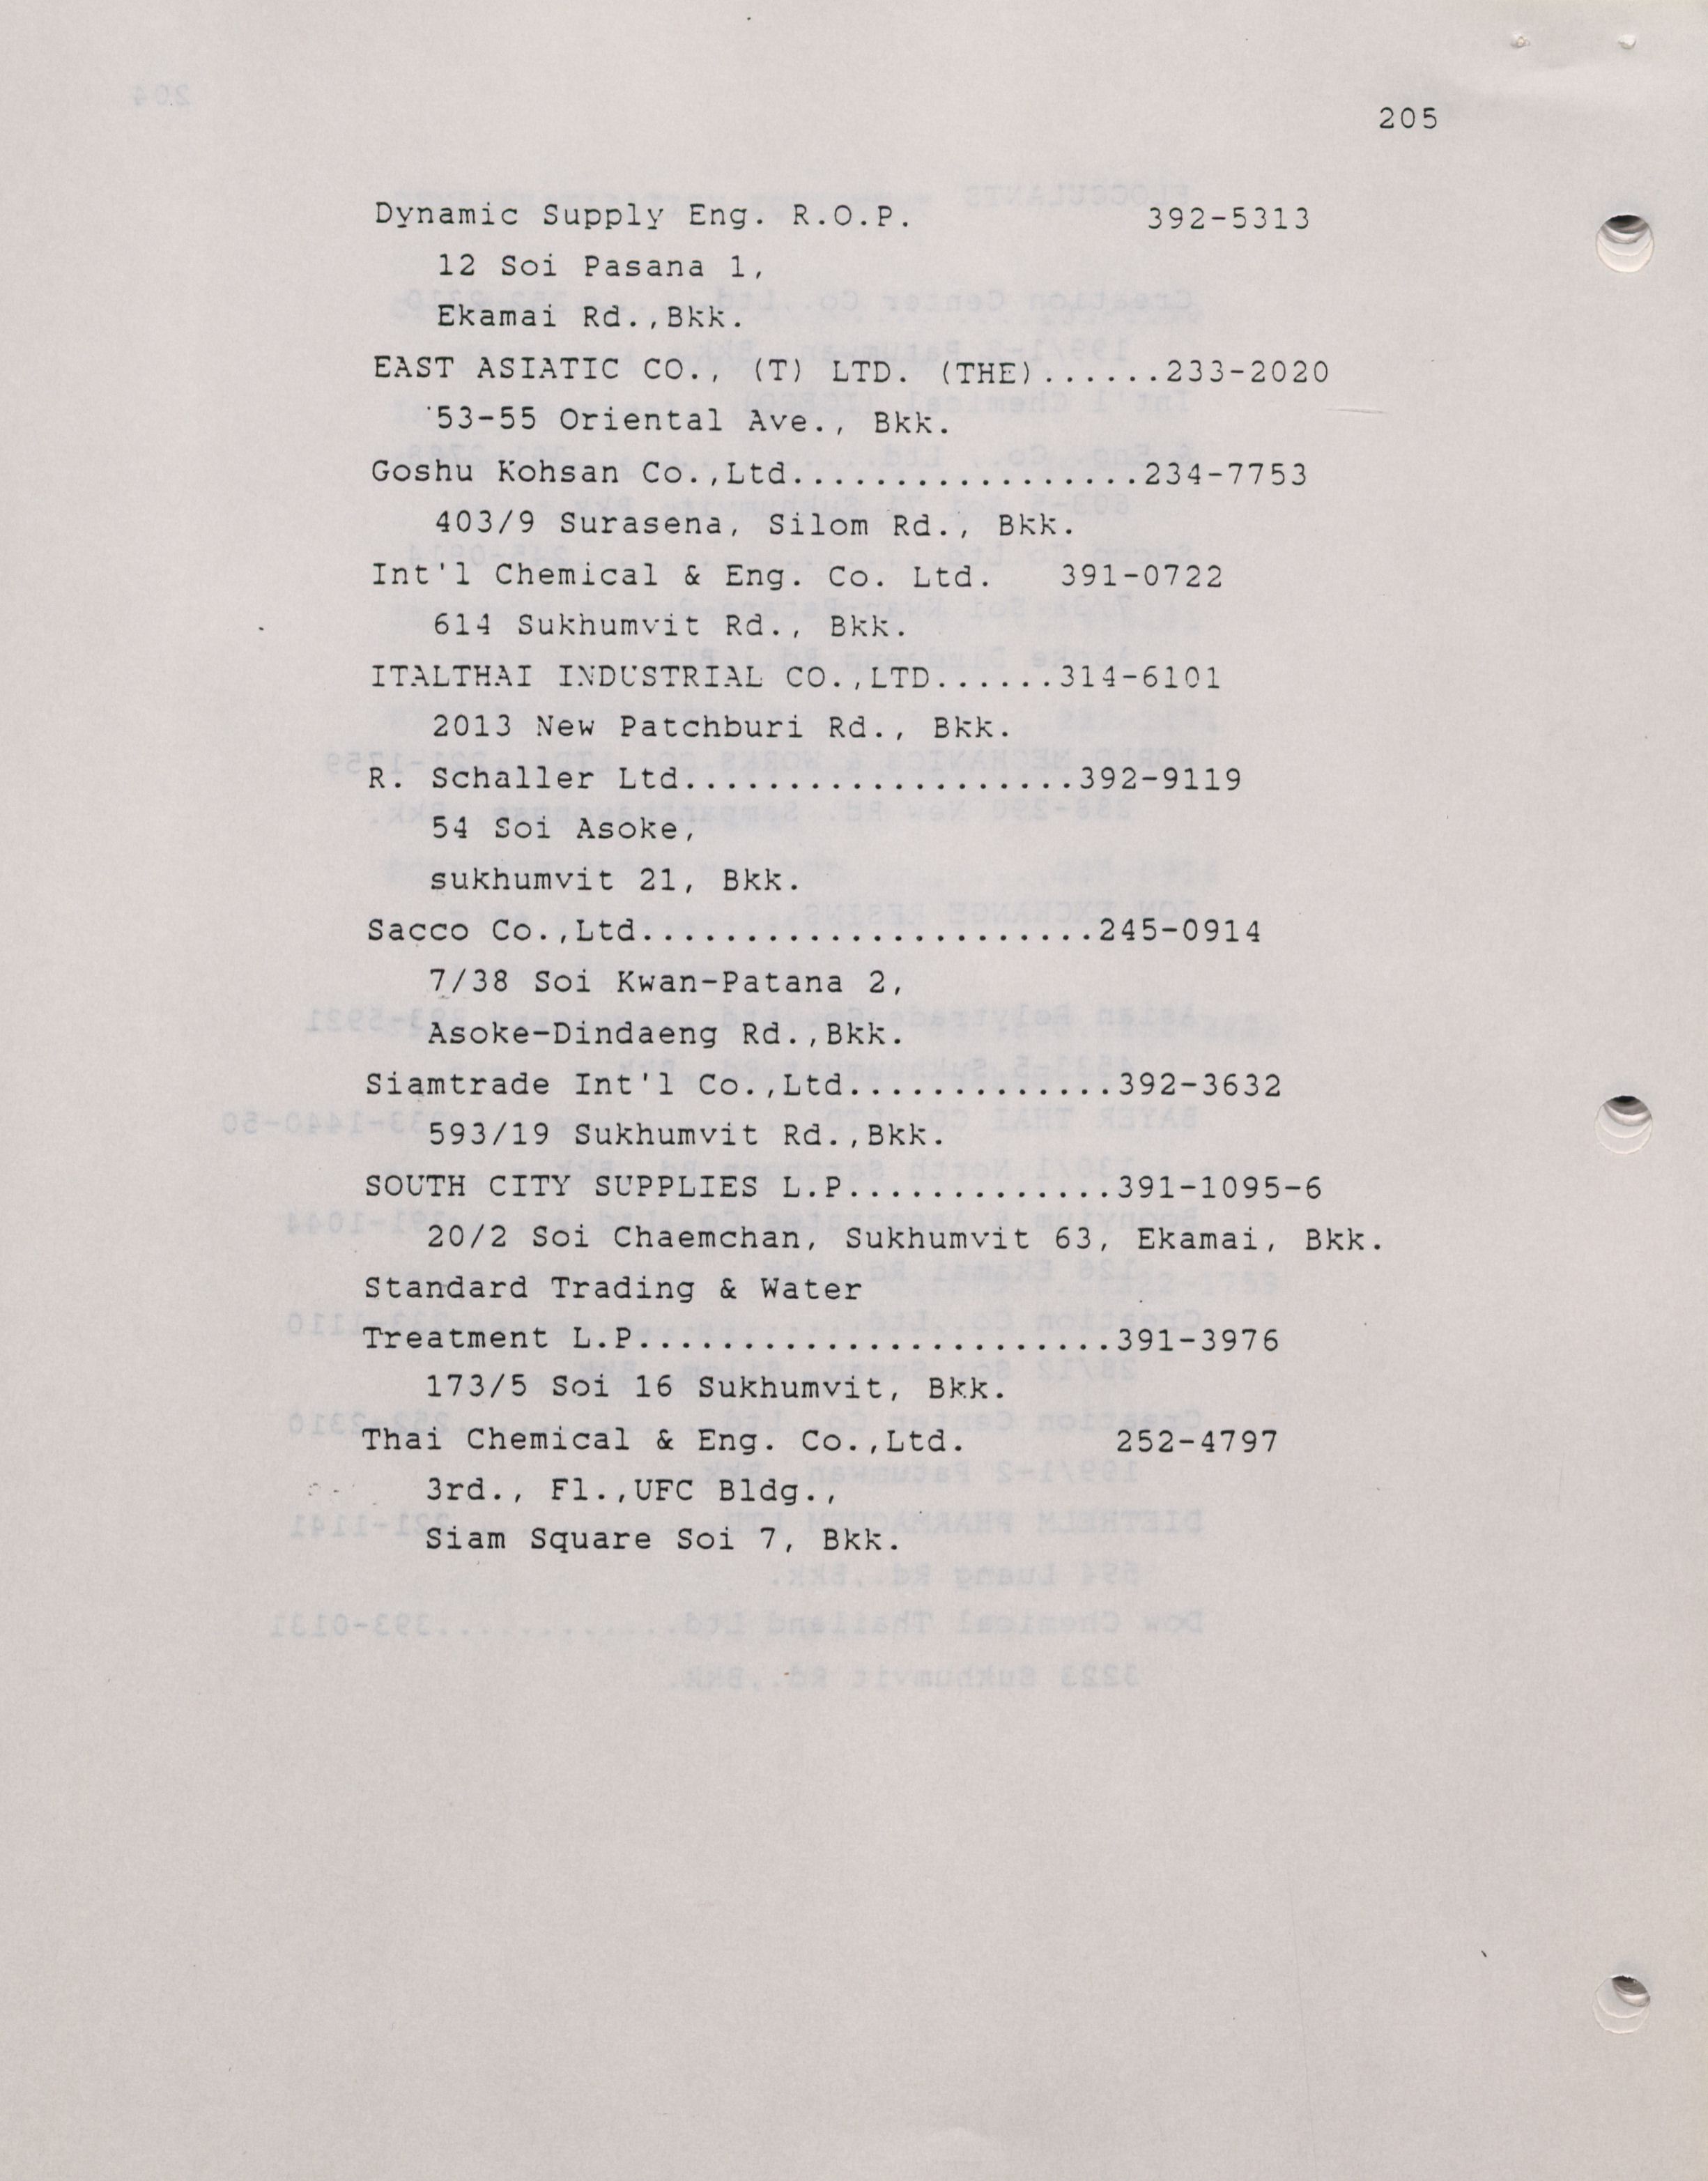 205
Dynamic Supply Eng. R.O.P. 392-5313
12 Soi Pasana 1,
Ekamai Rd.,Bkk.
EAST ASIATIC CO., (T) LTD. (THE)......233-2020
53-55 Oriental Ave., Bkk.
Goshu Kohsan Co.,Ltd.................234-7753
403/9 Surasena, Silom Rd., Bkk.
Int'l Chemical & Eng. Co. Ltd. 391-0722
614 Sukhumvit Rd., Bkk.
ITALTHAI INDUSTRIAL CO.,LTD......314-6101
2013 New Patchburi Rd., Bkk.
R. Schaller Ltd...................392-9119
54 Soi Asoke,
sukhumvit 21, Bkk.
Sacco Co.,Ltd......................245-0914
7/38 Soi Kwan-Patana 2,
Asoke-Dindaeng Rd.,Bkk.
Siamtrade Int'l Co.,Ltd.............392-3632
593/19 Sukhumvit Rd.,Bkk.
SOUTH CITY SUPPLIES L.P.............391-1095-6
20/2 Soi Chaemchan, Sukhumvit 63, Ekamai, Bkk.
Standard Trading & Water
Treatment L.P.......................391-3976
173/5 Soi 16 Sukhumvit, Bkk.
Thai Chemical & Eng. Co.,Ltd. 252-4797
3rd., Fl.,UFC Bldg.,
Siam Square Soi 7, Bkk.